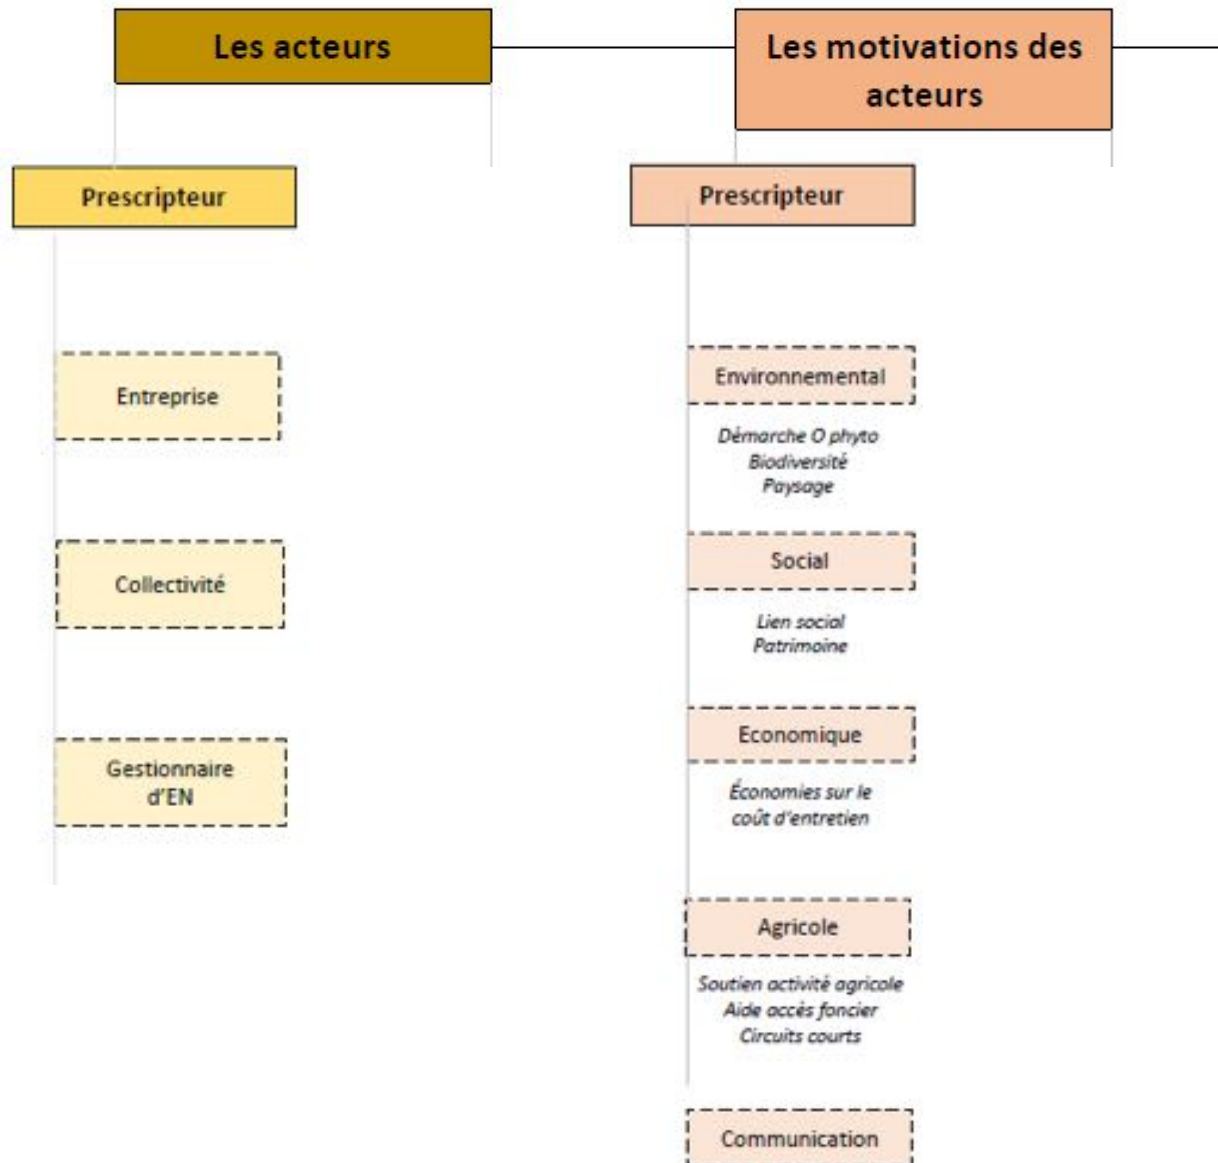 Les acteurs
Prescripteur
Entreprise
Collectivité
Gestionnaire
d'EN
Les motivations des
acteurs
Prescripteur
Environnemental
Démarche O phyto
Biodiversité
Paysage
Social
Lien social
Patrimoine
Economique
Économies sur le
coût d'entretien
Agricole
Soutien activité agricole
Aide accès foncier
Circuits courts
Communication